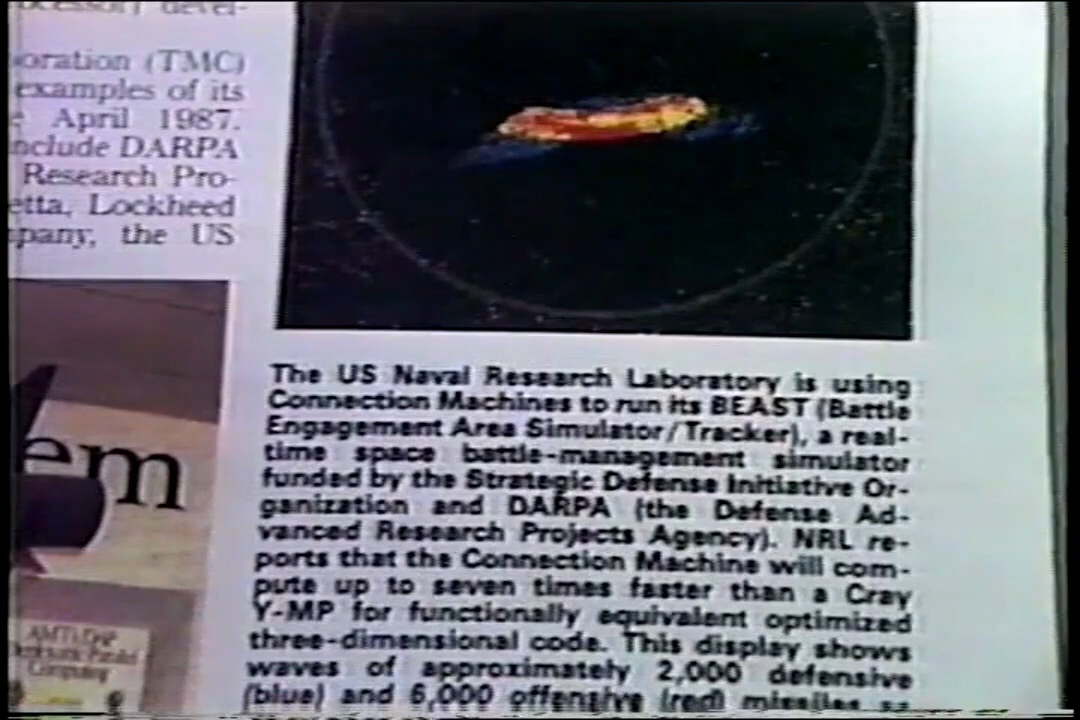 oration (TMC)
examples of its
April 1987.
nclude DARPA
Research Pro-
etta, Lockheed
pany, the US
em
The US Naval Research Laboratory is using
Connection Machines to run its BEAST (Battle
Engagement Area Simulator/Tracker), a real-
time space battle-management simulator
funded by the Strategic Defense Initiative Or-
ganization and DARPA (the Defense Ad-
vanced Research Projects Agency). NRL re-
ports that the Connection Machine will com-
pute up to seven times faster than a Cray
Y-MP for functionally equivalent optimized
three-dimensional code. This display shows
waves of approximately 2,000 defensive
(blue) and 6,000 offensive (red) missiles as
Computing